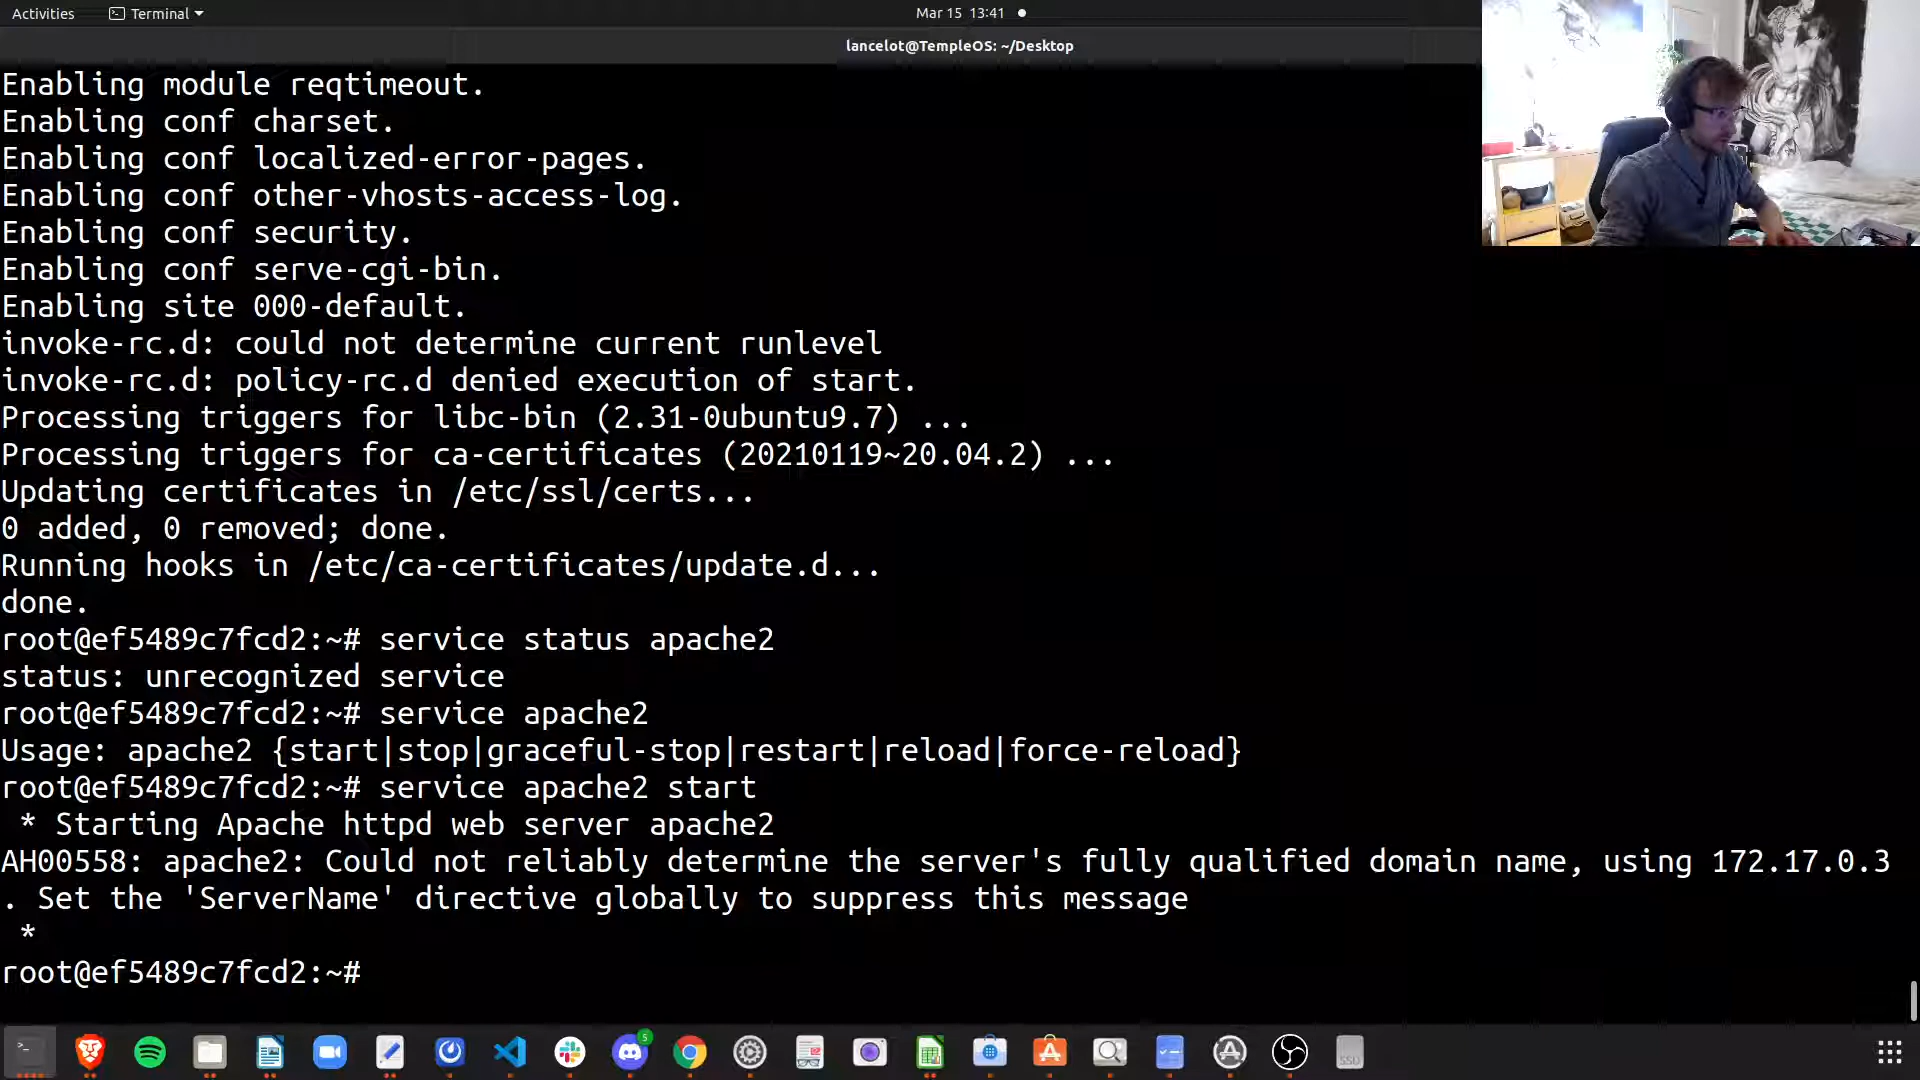 Activities
Terminal
Mar 15 13:41
lancelot@TempleOS: ~/Desktop
Enabling module reqtimeout.
Enabling conf charset.
Enabling conf localized-error-pages.
Enabling conf other-vhosts-access-log.
Enabling conf security.
Enabling conf serve-cgi-bin.
Enabling site 000-default.
invoke-rc.d: could not determine current runlevel
invoke-rc.d: policy-rc.d denied execution of start.
Processing triggers for libc-bin (2.31-0ubuntu9.7) ...
Processing triggers for ca-certificates (20210119~20.04.2) ...
Updating certificates in /etc/ssl/certs...
0 added, 0 removed; done.
Running hooks in /etc/ca-certificates/update.d...
done.
root@ef5489c7fcd2:~# service status apache2
status: unrecognized service
root@ef5489c7fcd2:~# service apache2
Usage: apache2 {start|stop|graceful-stop|restart|reload|force-reload}
root@ef5489c7fcd2:~# service apache2 start
 * Starting Apache httpd web server apache2
AH00558: apache2: Could not reliably determine the server's fully qualified domain name, using 172.17.0.3
. Set the 'ServerName' directive globally to suppress this message
 *
root@ef5489c7fcd2:~#
5
SSD